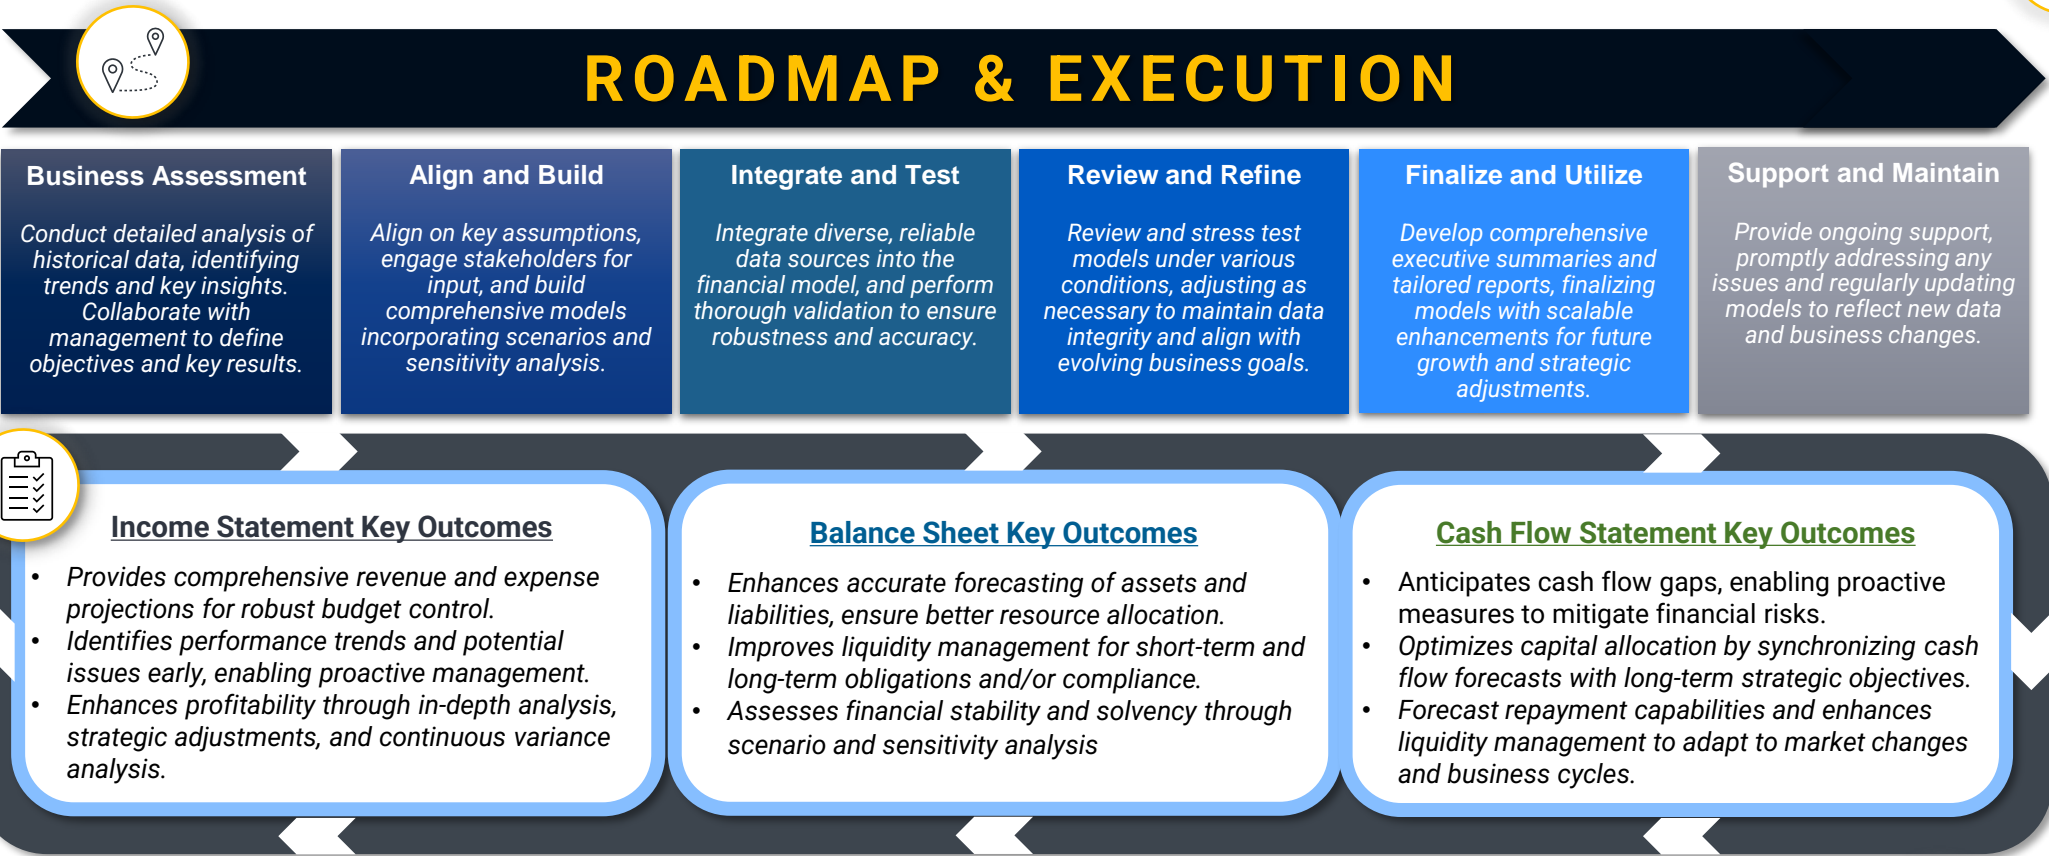 ROADMAP & EXECUTION
Business Assessment
Conduct detailed analysis of
historical data, identifying
trends and key insights.
Collaborate with
management to define
objectives and key results.
Align and Build
Align on key assumptions,
engage stakeholders for
input, and build
comprehensive models
incorporating scenarios and
sensitivity analysis.
Integrate and Test
Integrate diverse, reliable
data sources into the
financial model, and perform
thorough validation to ensure
robustness and accuracy.
Review and Refine
Review and stress test
models under various
conditions, adjusting as
necessary to maintain data
integrity and align with
evolving business goals.
Finalize and Utilize
Develop comprehensive
executive summaries and
tailored reports, finalizing
models with scalable
enhancements for future
growth and strategic
adjustments.
Support and Maintain
Provide ongoing support,
promptly addressing any
issues and regularly updating
models to reflect new data
and business changes.
Income Statement Key Outcomes
• Provides comprehensive revenue and expense
projections for robust budget control.
• Identifies performance trends and potential
issues early, enabling proactive management.
• Enhances profitability through in-depth analysis,
strategic adjustments, and continuous variance
analysis.
Balance Sheet Key Outcomes
• Enhances accurate forecasting of assets and
liabilities, ensure better resource allocation.
• Improves liquidity management for short-term and
long-term obligations and/or compliance.
• Assesses financial stability and solvency through
scenario and sensitivity analysis
Cash Flow Statement Key Outcomes
• Anticipates cash flow gaps, enabling proactive
measures to mitigate financial risks.
• Optimizes capital allocation by synchronizing cash
flow forecasts with long-term strategic objectives.
• Forecast repayment capabilities and enhances
liquidity management to adapt to market changes
and business cycles.